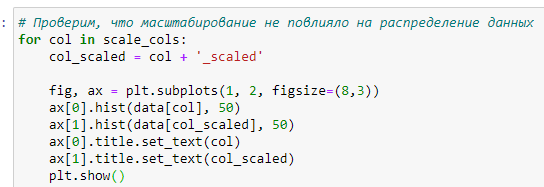 : # Проверим, что масштабирование не повлияло на распределение данных
for col in scale_cols:
    col_scaled = col + '_scaled'
    fig, ax = plt.subplots(1, 2, figsize=(8,3))
    ax[0].hist(data[col], 50)
    ax[1].hist(data[col_scaled], 50)
    ax[0].title.set_text(col)
    ax[1].title.set_text(col_scaled)
    plt.show()